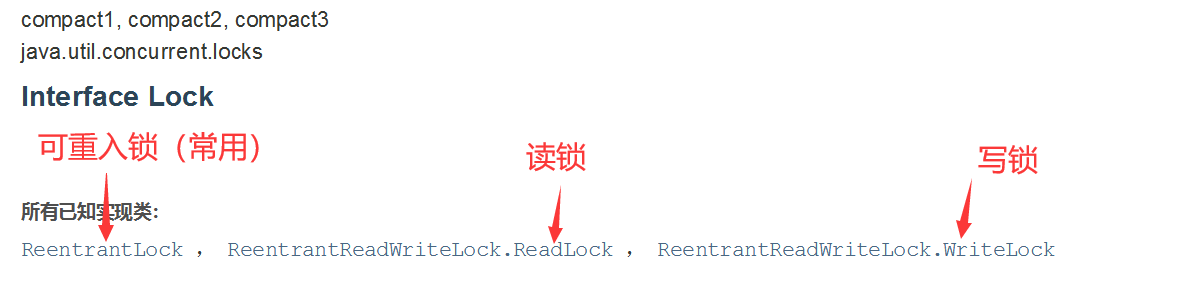 compact1, compact2, compact3
java.util.concurrent.locks
Interface Lock
可重入锁（常用） 读锁 写锁
所有已知实现类：
ReentrantLock ， ReentrantReadWriteLock.ReadLock ， ReentrantReadWriteLock.WriteLock